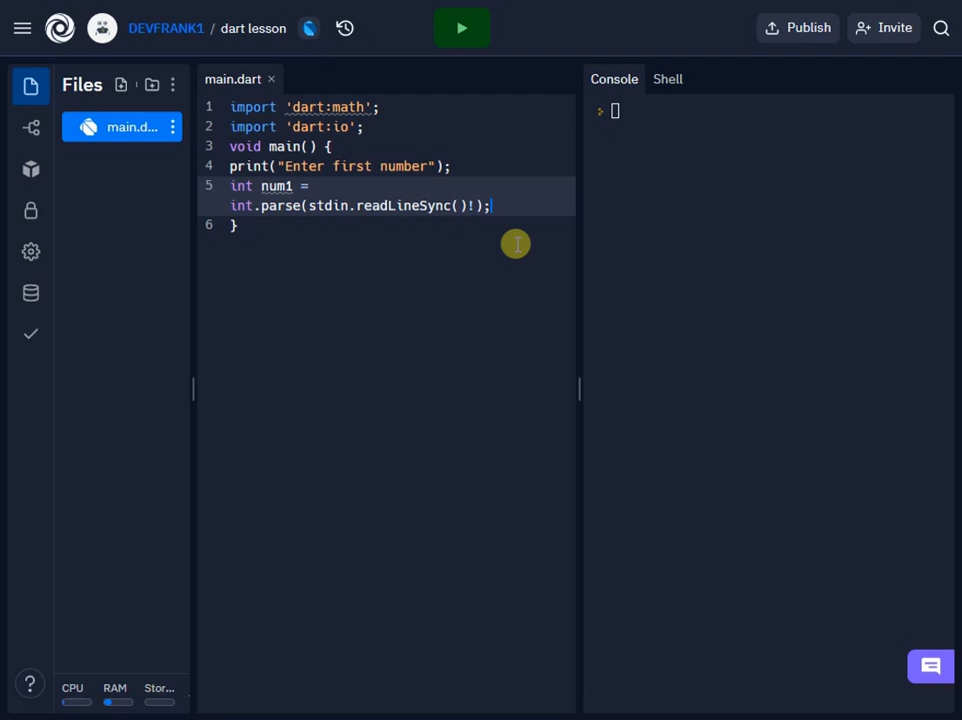 DEVFRANK1 / dart lesson
Publish
Invite
Files
main.d...
main.dart ×
1 import 'dart:math';
2 import 'dart:io';
3 void main() {
4 print("Enter first number");
5 int num1 =
int.parse(stdin.readLineSync()!);
6 }
Console
Shell
CPU
RAM
Stor...
?